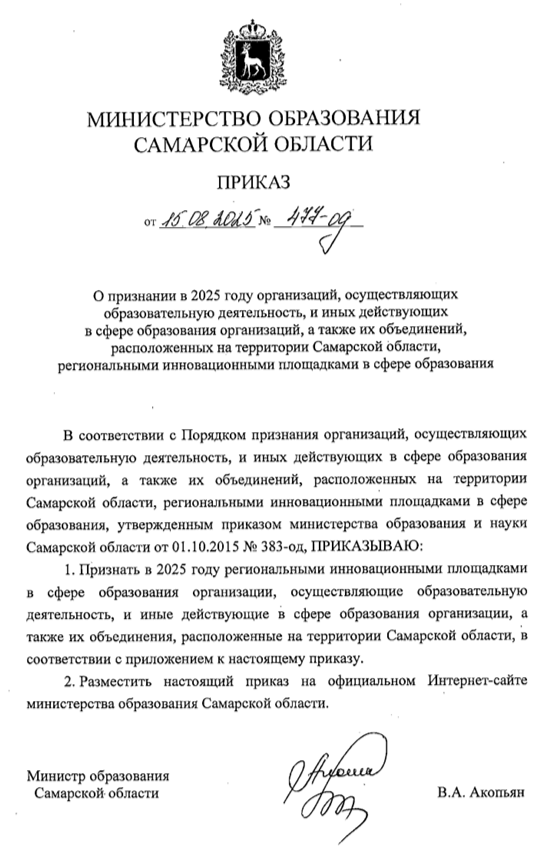 МИНИСТЕРСТВО ОБРАЗОВАНИЯ
САМАРСКОЙ ОБЛАСТИ
ПРИКАЗ
от 15.08.2025 № 477-од
О признании в 2025 году организаций, осуществляющих
образовательную деятельность, и иных действующих
в сфере образования организаций, а также их объединений,
расположенных на территории Самарской области,
региональными инновационными площадками в сфере образования
В соответствии с Порядком признания организаций, осуществляющих
образовательную деятельность, и иных действующих в сфере образования
организаций, а также их объединений, расположенных на территории
Самарской области, региональными инновационными площадками в сфере
образования, утвержденным приказом министерства образования и науки
Самарской области от 01.10.2015 № 383-од, ПРИКАЗЫВАЮ:
1. Признать в 2025 году региональными инновационными площадками
в сфере образования организации, осуществляющие образовательную
деятельность, и иные действующие в сфере образования организации, а
также их объединения, расположенные на территории Самарской области, в
соответствии с приложением к настоящему приказу.
2. Разместить настоящий приказ на официальном Интернет-сайте
министерства образования Самарской области.
Министр образования
Самарской области
В.А. Акопьян